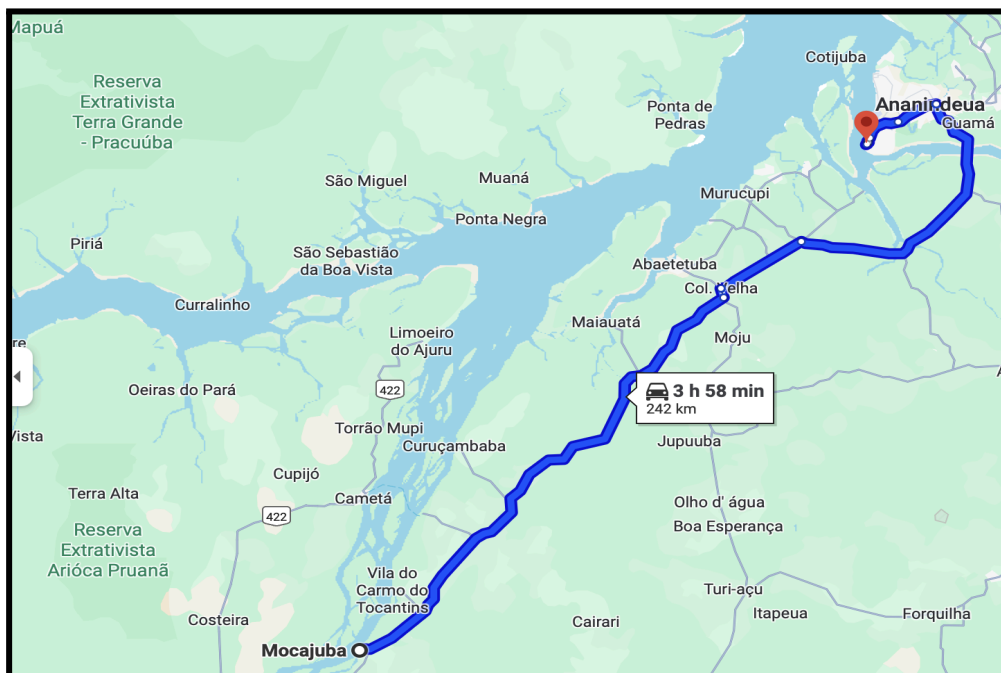 Mapuá
Cotijuba
Reserva
Extrativista
Terra Grande
- Pracuúba
Ananindeua
Guamá
Ponta de
Pedras
São Miguel
Muaná
Murucupi
Ponta Negra
Piriá
São Sebastião
da Boa Vista
Abaetetuba
Col. Velha
Curralinho
Maiauatá
Limoeiro
do Ajuru
Moju
re
Oeiras do Pará
422
3 h 58 min
242 km
A
Vista
Torrão Mupi
Curuçambaba
Jupuuba
Cupijó
Terra Alta
Cametá
Olho d' água
422
Boa Esperança
Reserva
Extrativista
Arióca Pruanã
Vila do
Carmo do
Tocantins
Turi-açu
Itapeua
Forquilha
Costeira
Cairari
Mocajuba